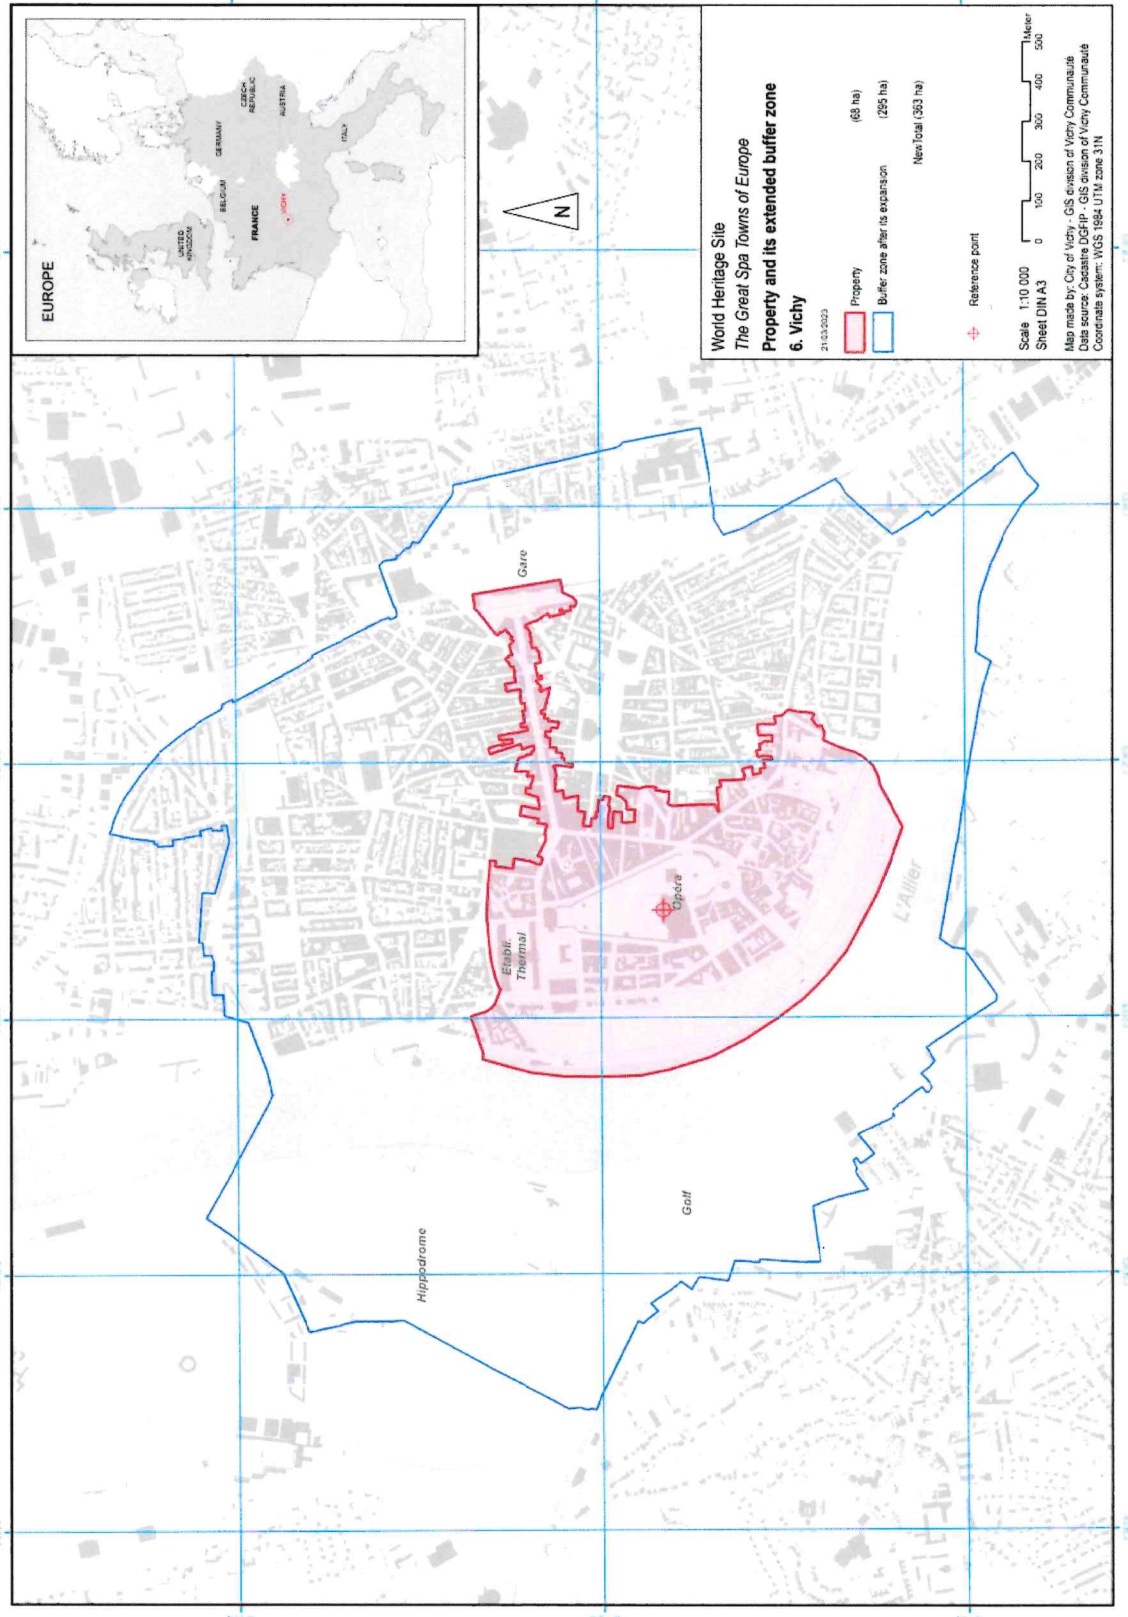 EUROPE
UNITED
KINGDOM
BELGIUM
GERMANY
CZECH
REPUBLIC
FRANCE
VICHY
AUSTRIA
ITALY
N
World Heritage Site
The Great Spa Towns of Europe
Property and its extended buffer zone
6. Vichy
21/03/2023
Property (68 ha)
Buffer zone after its expansion (295 ha)
New Total (363 ha)
Reference point
Scale 1:10 000
Sheet DIN A3
0 100 200 300 400 500 Meter
Map made by: City of Vichy - GIS division of Vichy Communauté
Data source: Cadastre DGFIP - GIS division of Vichy Communauté
Coordinate system: WGS 1984 UTM zone 31N
Gare
Etabli.
Thermal
Opéra
L'Allier
Hippodrome
Golf